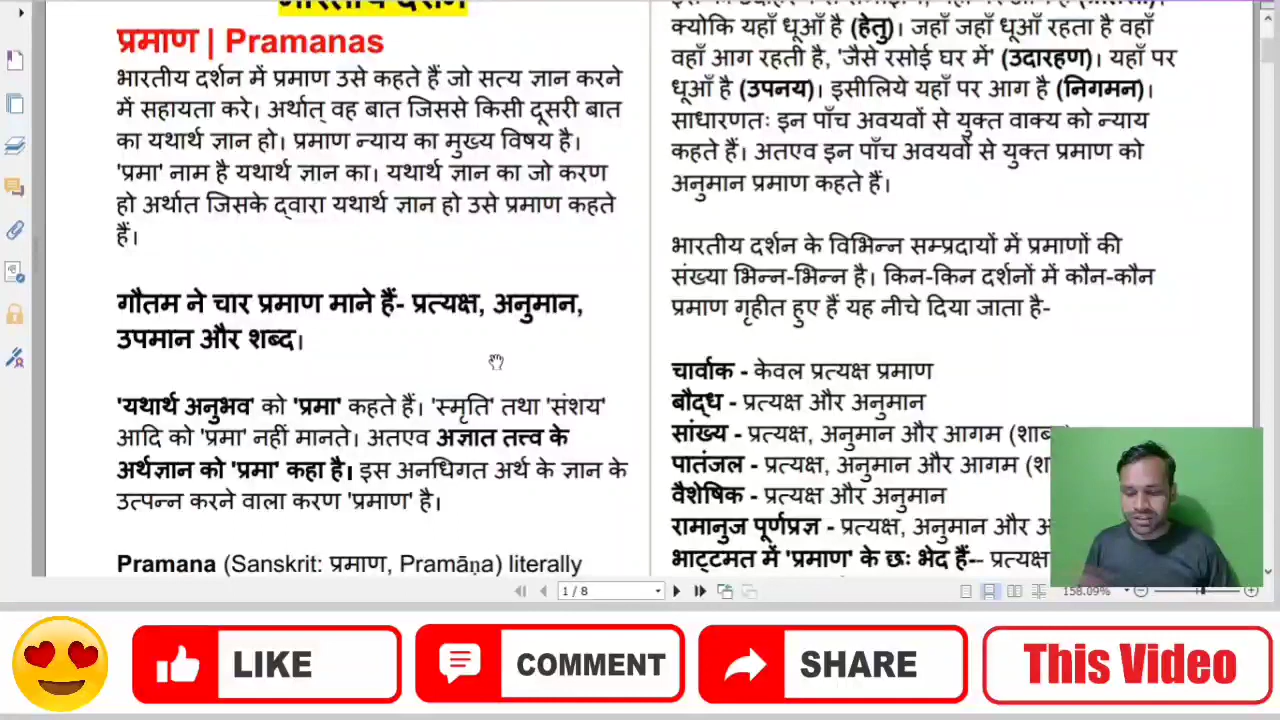 भारतीय दर्शन
प्रमाण | Pramanas
भारतीय दर्शन में प्रमाण उसे कहते हैं जो सत्य ज्ञान करने
में सहायता करे। अर्थात् वह बात जिससे किसी दूसरी बात
का यथार्थ ज्ञान हो। प्रमाण न्याय का मुख्य विषय है।
'प्रमा' नाम है यथार्थ ज्ञान का। यथार्थ ज्ञान का जो करण
हो अर्थात जिसके द्वारा यथार्थ ज्ञान हो उसे प्रमाण कहते
हैं।
गौतम ने चार प्रमाण माने हैं- प्रत्यक्ष, अनुमान,
उपमान और शब्द।
'यथार्थ अनुभव' को 'प्रमा' कहते हैं। 'स्मृति' तथा 'संशय'
आदि को 'प्रमा' नहीं मानते। अतएव अज्ञात तत्त्व के
अर्थज्ञान को 'प्रमा' कहा है। इस अनधिगत अर्थ के ज्ञान के
उत्पन्न करने वाला करण 'प्रमाण' है।
Pramana (Sanskrit: प्रमाण, Pramāṇa) literally
क्योकि यहाँ धूआँ है (हेतु)। जहाँ जहाँ धूआँ रहता है वहाँ
वहाँ आग रहती है, 'जैसे रसोई घर में' (उदारहण)। यहाँ पर
धूआँ है (उपनय)। इसीलिये यहाँ पर आग है (निगमन)।
साधारणतः इन पाँच अवयवों से युक्त वाक्य को न्याय
कहते हैं। अतएव इन पाँच अवयवों से युक्त प्रमाण को
अनुमान प्रमाण कहते हैं।
भारतीय दर्शन के विभिन्न सम्प्रदायों में प्रमाणों की
संख्या भिन्न-भिन्न है। किन-किन दर्शनों में कौन-कौन
प्रमाण गृहीत हुए हैं यह नीचे दिया जाता है-
चार्वाक - केवल प्रत्यक्ष प्रमाण
बौद्ध - प्रत्यक्ष और अनुमान
सांख्य - प्रत्यक्ष, अनुमान और आगम (शाब्
पातंजल - प्रत्यक्ष, अनुमान और आगम (श
वैशेषिक - प्रत्यक्ष और अनुमान
रामानुज पूर्णप्रज्ञ - प्रत्यक्ष, अनुमान और
भाट्टमत में 'प्रमाण' के छः भेद हैं-- प्रत्यक्ष
1 / 8
158.09%
LIKE
COMMENT
SHARE
This Video